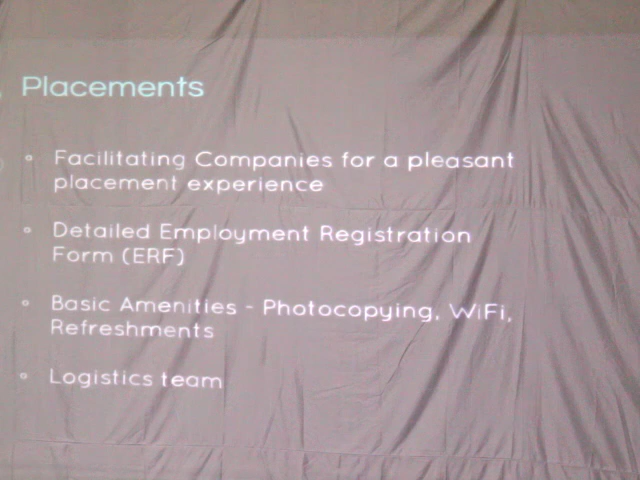 Placements
◦ Facilitating Companies for a pleasant
placement experience
◦ Detailed Employment Registration
Form (ERF)
◦ Basic Amenities - Photocopying, WiFi,
Refreshments
◦ Logistics team